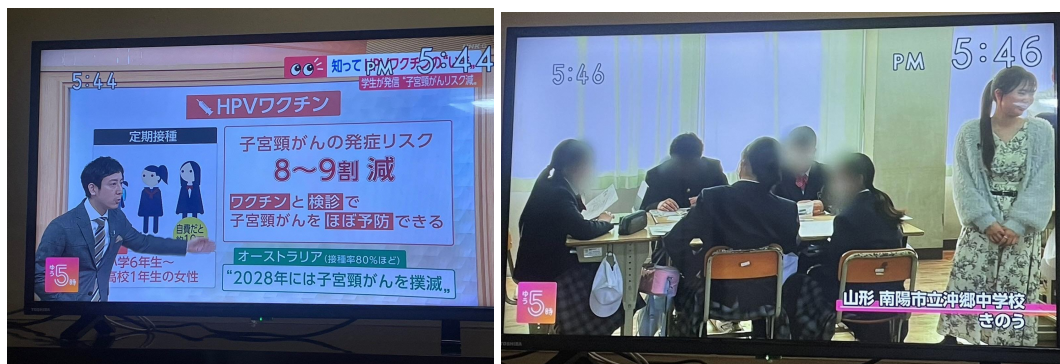 5:44
PM 5:44
知って HPVワクチン
学生が発信 "子宮頸がんリスク減„
HPVワクチン
定期接種
自費だと
学6年生〜
高校1年生の女性
子宮頸がんの発症リスク
8〜9割 減
ワクチンと検診で
子宮頸がんをほぼ予防できる
オーストラリア(接種率80%ほど)
"2028年には子宮頸がんを撲滅„
ゆう5時
5:46
PM 5:46
山形 南陽市立沖郷中学校
きのう
ゆう5時
TOSHIBA